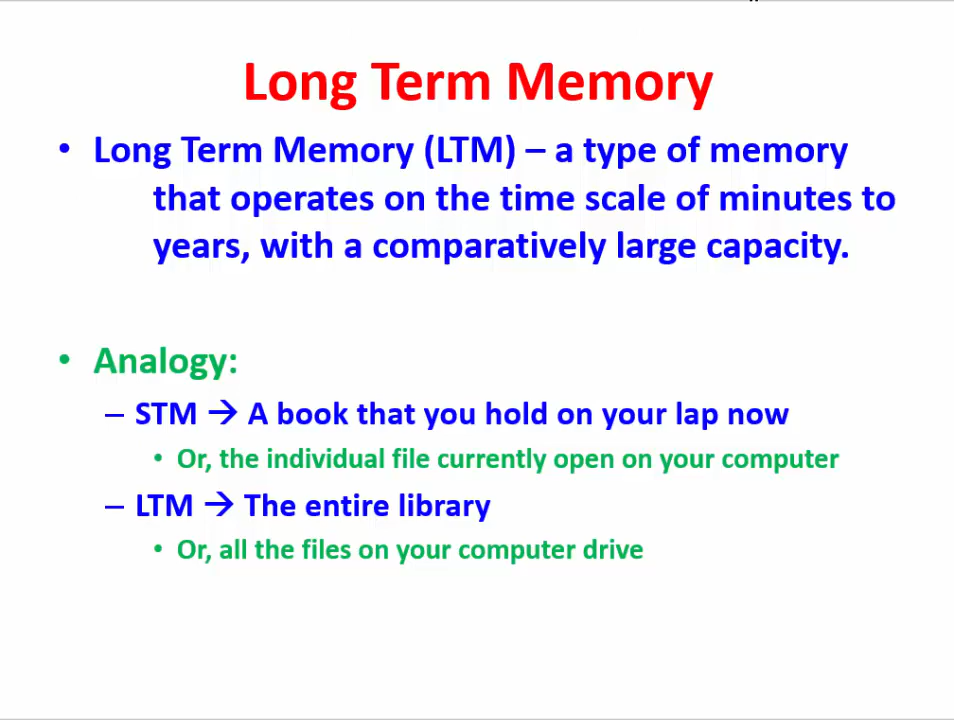 Long Term Memory
• Long Term Memory (LTM) – a type of memory
that operates on the time scale of minutes to
years, with a comparatively large capacity.
• Analogy:
– STM → A book that you hold on your lap now
• Or, the individual file currently open on your computer
– LTM → The entire library
• Or, all the files on your computer drive